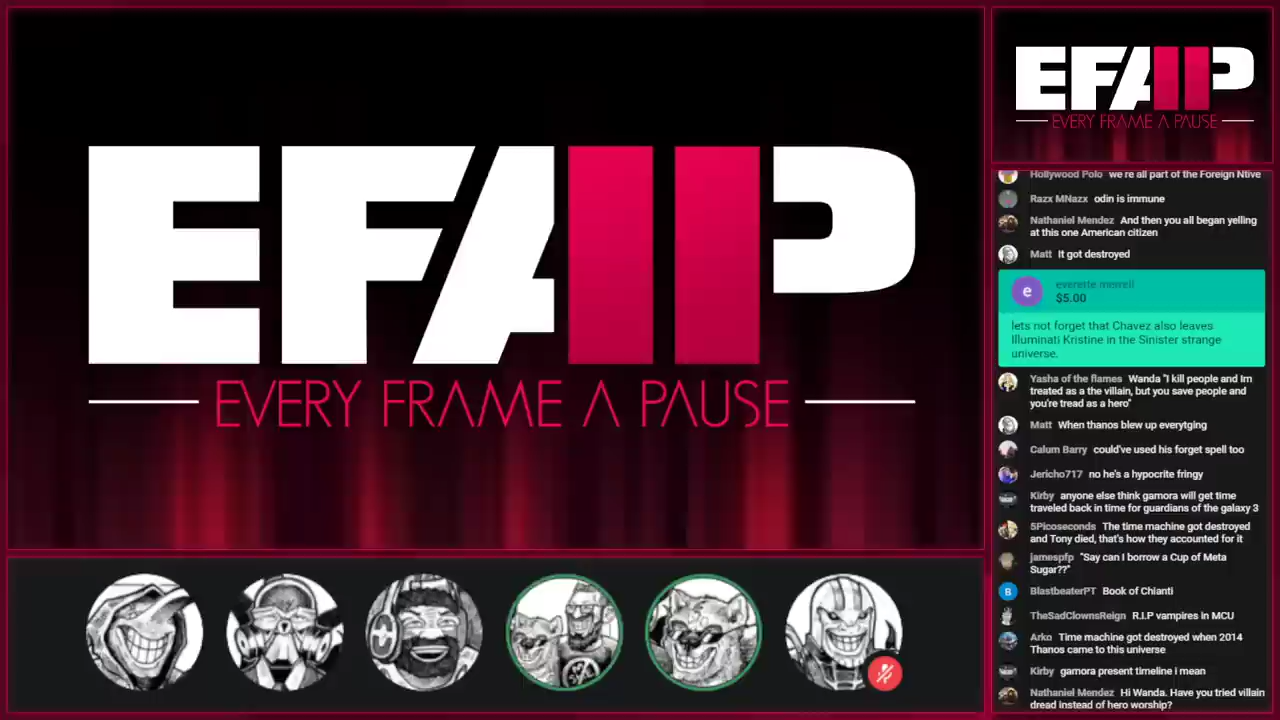 EFAP
EVERY FRAME A PAUSE
EFAP
EVERY FRAME A PAUSE
Hollywood Polo we re all part of the Foreign Ntive
Razx MNazx odin is immune
Nathaniel Mendez And then you all began yelling
at this one American citizen
Matt It got destroyed
e
everette merrell
$5.00
lets not forget that Chavez also leaves
Illuminati Kristine in the Sinister strange
universe.
Yasha of the flames Wanda "I kill people and Im
treated as a the villain, but you save people and
you're tread as a hero"
Matt When thanos blew up everytging
Calum Barry could've used his forget spell too
Jericho717 no he's a hypocrite fringy
Kirby anyone else think gamora will get time
traveled back in time for guardians of the galaxy 3
5Picoseconds The time machine got destroyed
and Tony died, that's how they accounted for it
jamespfp "Say can I borrow a Cup of Meta
Sugar??"
B BlastbeaterPT Book of Chianti
TheSadClownsReign R.I.P vampires in MCU
Arko Time machine got destroyed when 2014
Thanos came to this universe
Kirby gamora present timeline i mean
Nathaniel Mendez Hi Wanda. Have you tried villain
dread instead of hero worship?